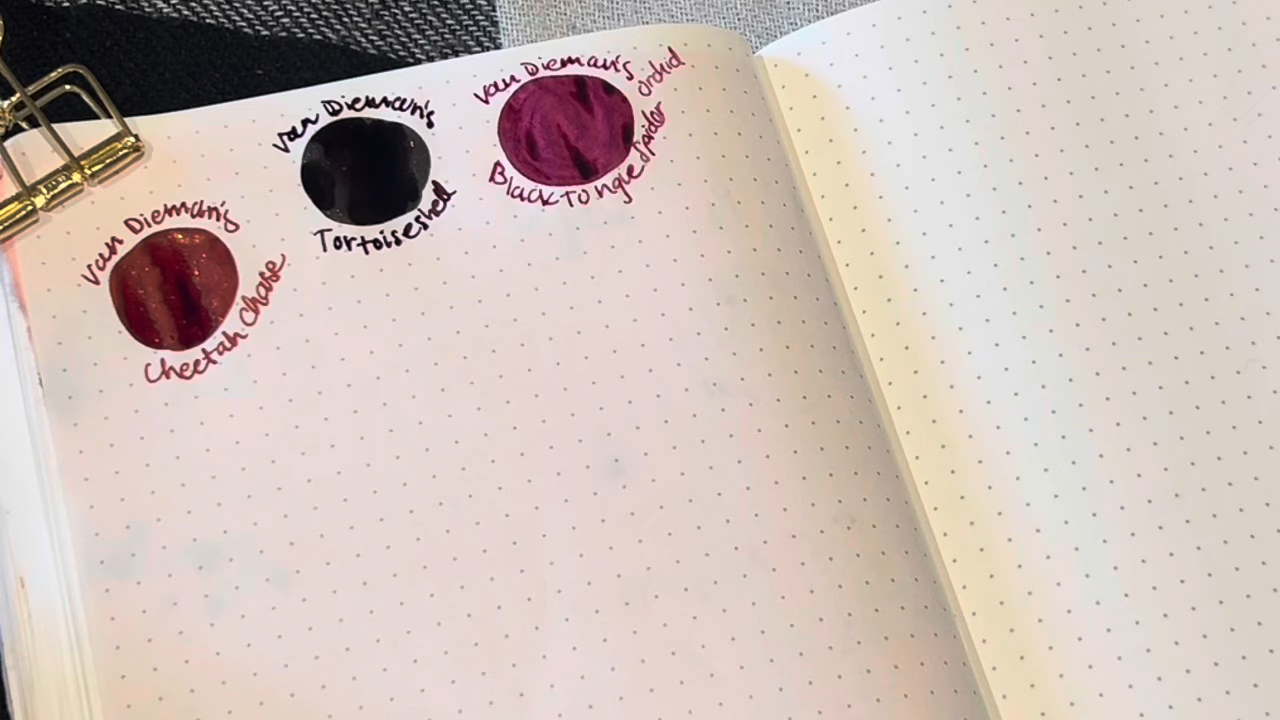 Van Dieman's
Cheetah Chase
Van Dieman's
Tortoiseshell
Van Dieman's
Black Tongue Spider
Orchid